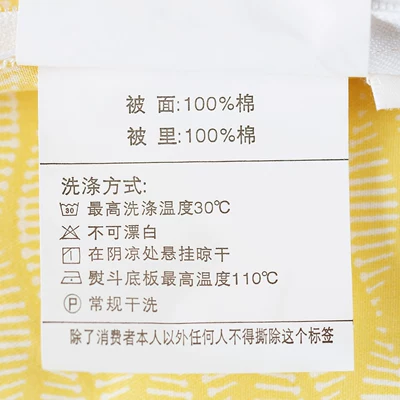 被 面:100%棉
被 里:100%棉
洗涤方式:
30 最高洗涤温度30℃
不可漂白
在阴凉处悬挂晾干
熨斗底板最高温度110℃
P 常规干洗
除了消费者本人以外任何人不得撕除这个标签